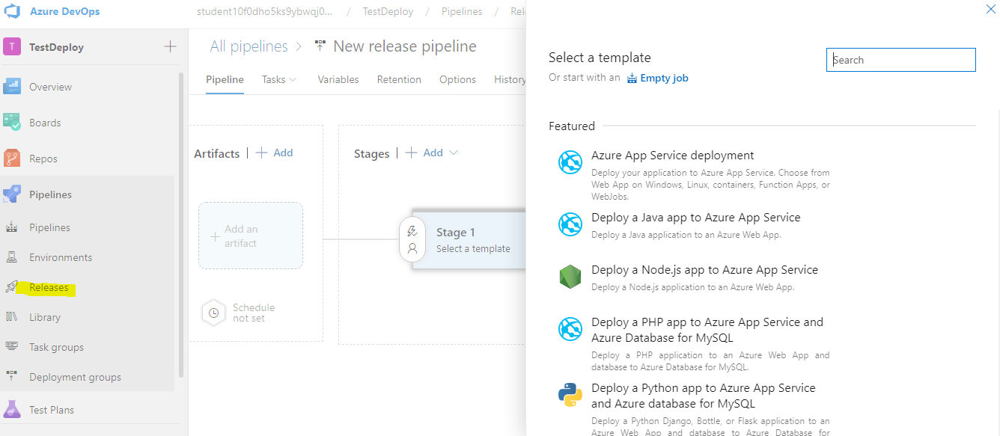 Azure DevOps
student10f0dho5ks9ybwqj0... / TestDeploy / Pipelines / Rel
T TestDeploy
Overview
Boards
Repos
Pipelines
Pipelines
Environments
Releases
Library
Task groups
Deployment groups
Test Plans
All pipelines > New release pipeline
Pipeline Tasks Variables Retention Options History
Artifacts | + Add
Stages | + Add
+ Add an
artifact
Schedule
not set
Stage 1
Select a template
Select a template
Or start with an Empty job
Search
Featured
Azure App Service deployment
Deploy your application to Azure App Service. Choose from
Web App on Windows, Linux, containers, Function Apps, or
WebJobs.
Deploy a Java app to Azure App Service
Deploy a Java application to an Azure Web App.
Deploy a Node.js app to Azure App Service
Deploy a Node.js application to an Azure Web App.
Deploy a PHP app to Azure App Service and
Azure Database for MySQL
Deploy a PHP application to an Azure Web App and
database to Azure Database for MySQL.
Deploy a Python app to Azure App Service
and Azure database for MySQL
Deploy a Python Django, Bottle, or Flask application to an
Azure Web App and database to Azure Database for